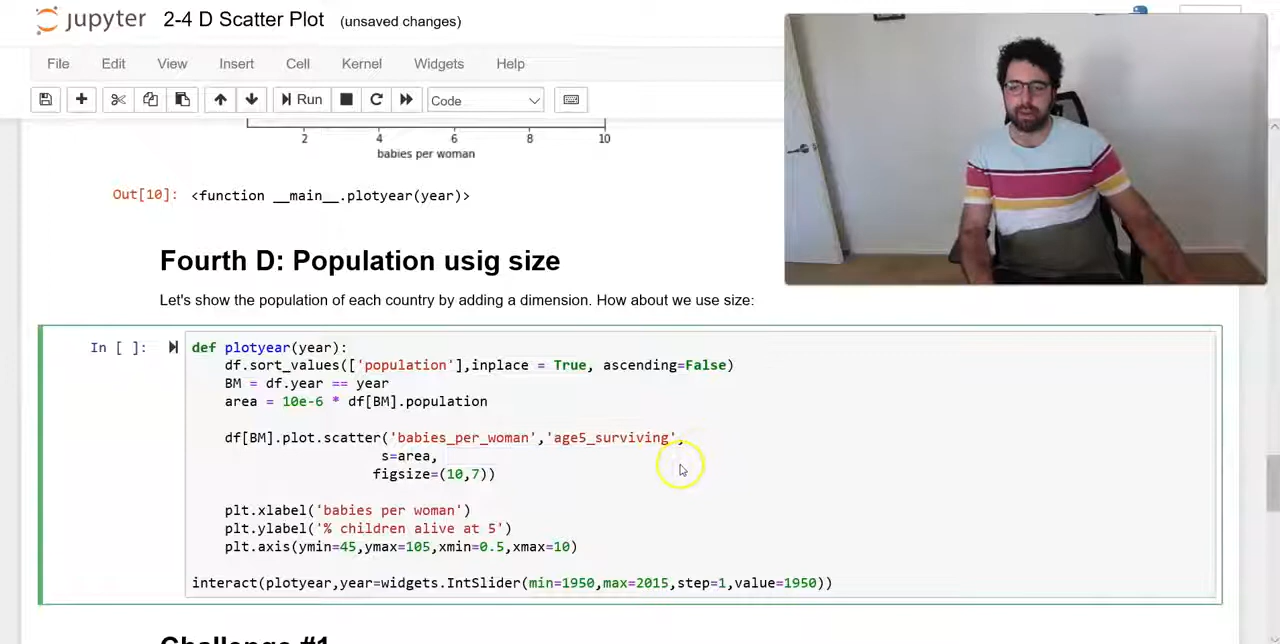 jupyter 2-4 D Scatter Plot (unsaved changes)
File Edit View Insert Cell Kernel Widgets Help
Run Code
2 4 6 8 10
babies per woman
Out[10]: <function __main__.plotyear(year)>
Fourth D: Population usig size
Let's show the population of each country by adding a dimension. How about we use size:
In [ ]: def plotyear(year):
df.sort_values(['population'],inplace = True, ascending=False)
BM = df.year == year
area = 10e-6 * df[BM].population
df[BM].plot.scatter('babies_per_woman','age5_surviving',
s=area,
figsize=(10,7))
plt.xlabel('babies per woman')
plt.ylabel('% children alive at 5')
plt.axis(ymin=45,ymax=105,xmin=0.5,xmax=10)
interact(plotyear,year=widgets.IntSlider(min=1950,max=2015,step=1,value=1950))
Challenge #1